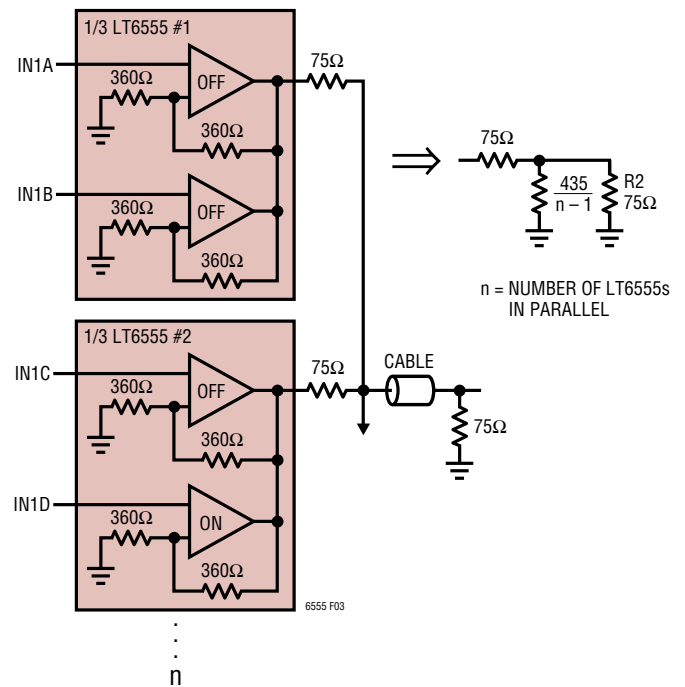 1/3 LT6555 #1
IN1A
360Ω
OFF
360Ω
75Ω
IN1B
360Ω
OFF
360Ω
75Ω
435
n – 1
R2
75Ω
n = NUMBER OF LT6555s
IN PARALLEL
1/3 LT6555 #2
IN1C
360Ω
OFF
360Ω
75Ω
CABLE
75Ω
IN1D
360Ω
ON
360Ω
6555 F03
n